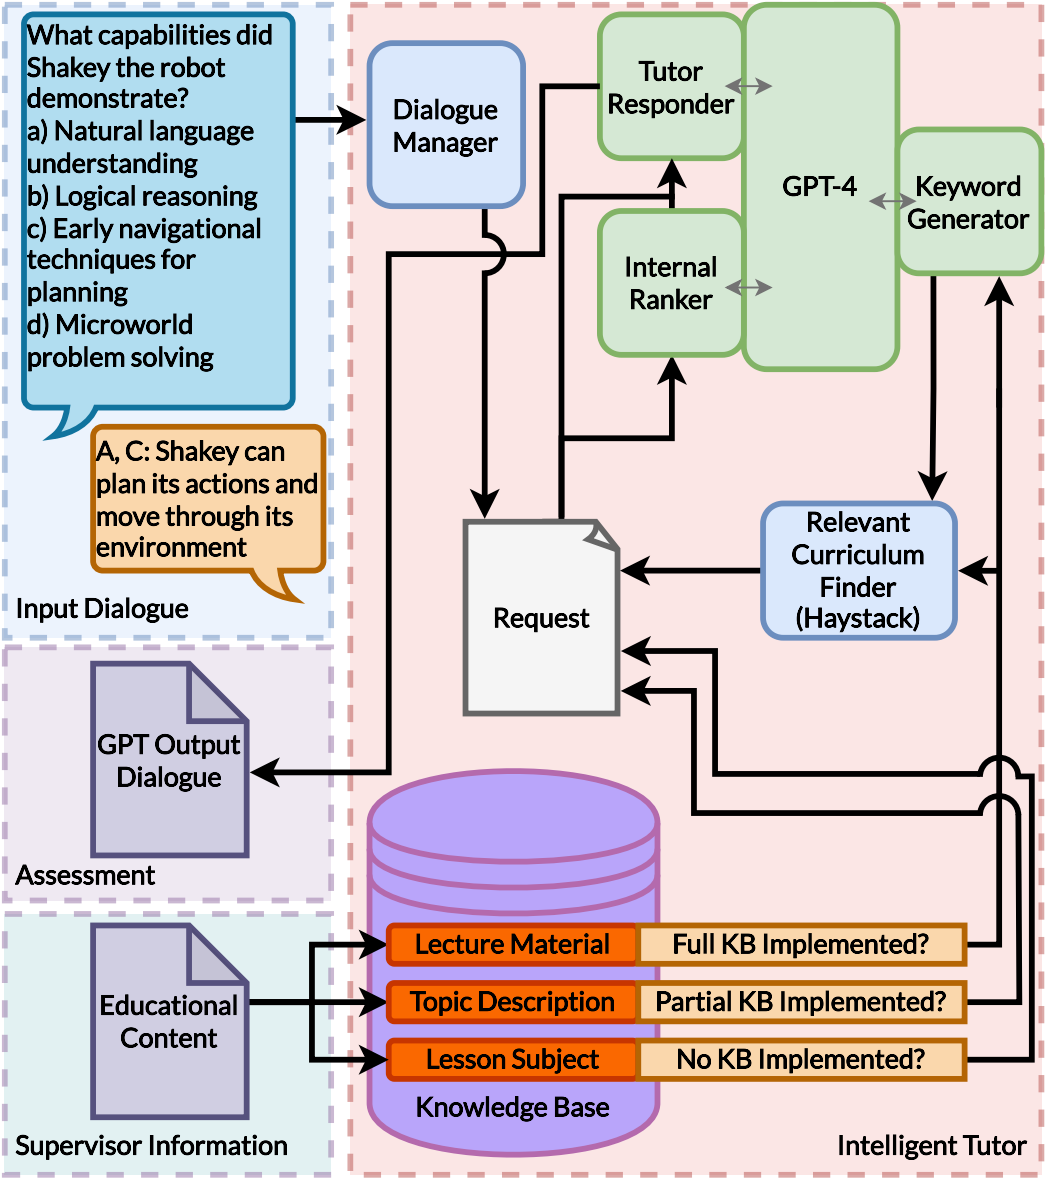 What capabilities did
Shakey the robot
demonstrate?
a) Natural language
understanding
b) Logical reasoning
c) Early navigational
techniques for
planning
d) Microworld
problem solving
A, C: Shakey can
plan its actions and
move through its
environment
Input Dialogue
Dialogue
Manager
Tutor
Responder
GPT-4
Keyword
Generator
Internal
Ranker
Relevant
Curriculum
Finder
(Haystack)
Request
GPT Output
Dialogue
Assessment
Educational
Content
Supervisor Information
Lecture Material
Full KB Implemented?
Topic Description
Partial KB Implemented?
Lesson Subject
No KB Implemented?
Knowledge Base
Intelligent Tutor